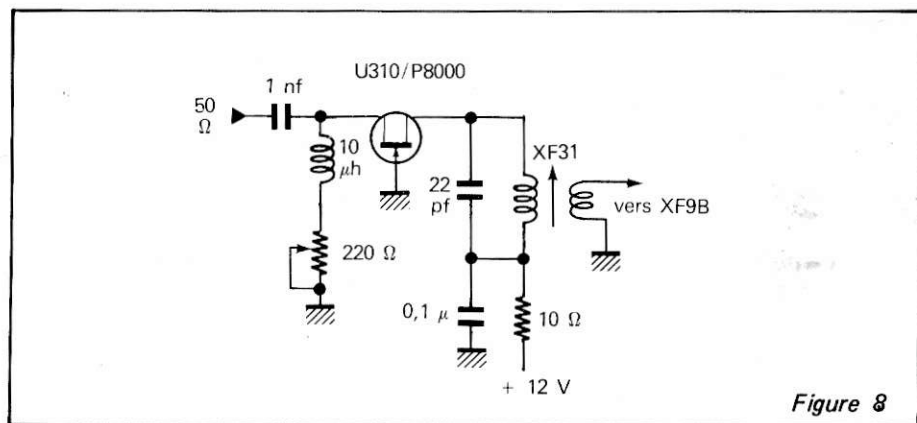 U310/P8000
1 nf
50
Ω
10
μh
XF31
22
pf
vers XF9B
220 Ω
0,1 μ
10 Ω
+ 12 V
Figure 8